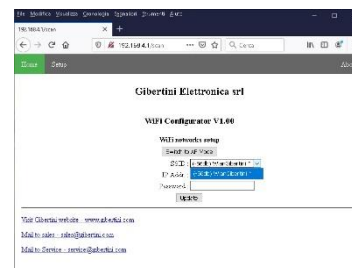 File Modifica Visualizza Cronologia Segnalibri Strumenti Aiuto
192.168.4.1/scan
192.168.4.1/scan
Cerca
Home Setup
Gibertini Elettronica srl
WiFi Configurator V1.00
WiFi networks setup
Switch to AP Mode
SSID:
IP Addr.
Password
Update
Visit Gibertini website - www.gibertini.com
Mail to sales - sales@gibertini.com
Mail to Service - service@gibertini.com